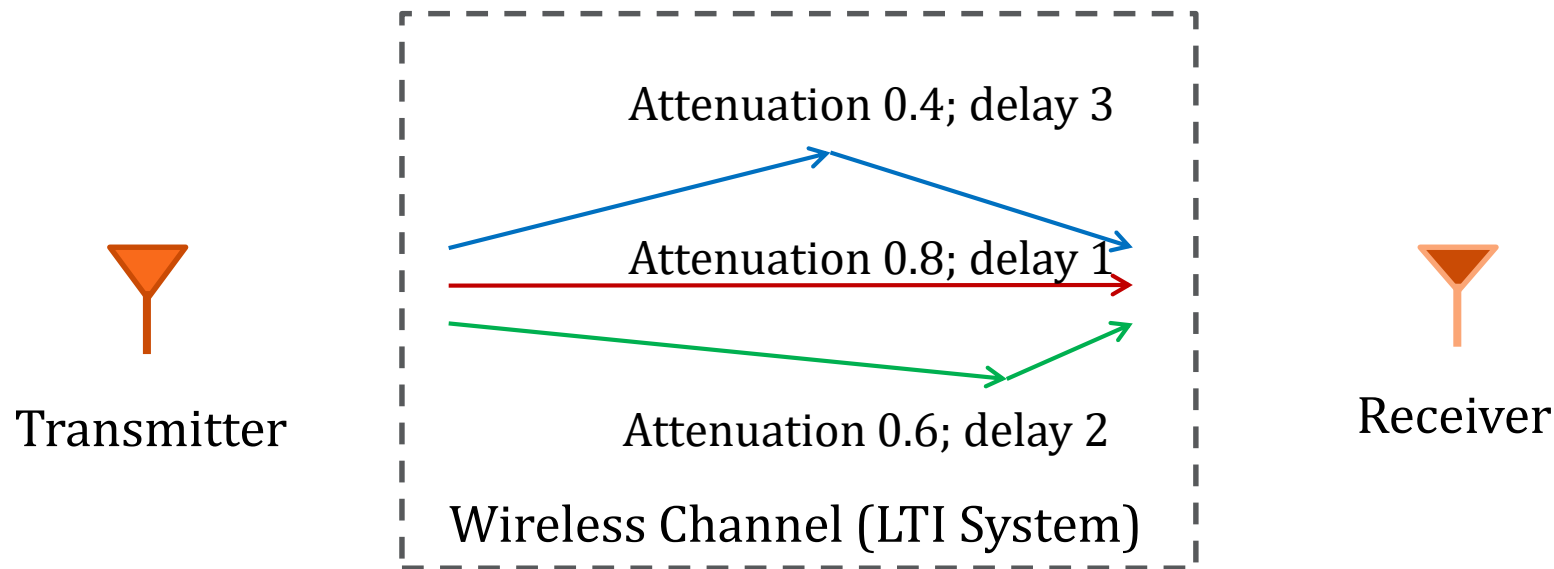 Attenuation 0.4; delay 3
Attenuation 0.8; delay 1
Transmitter
Attenuation 0.6; delay 2
Receiver
Wireless Channel (LTI System)